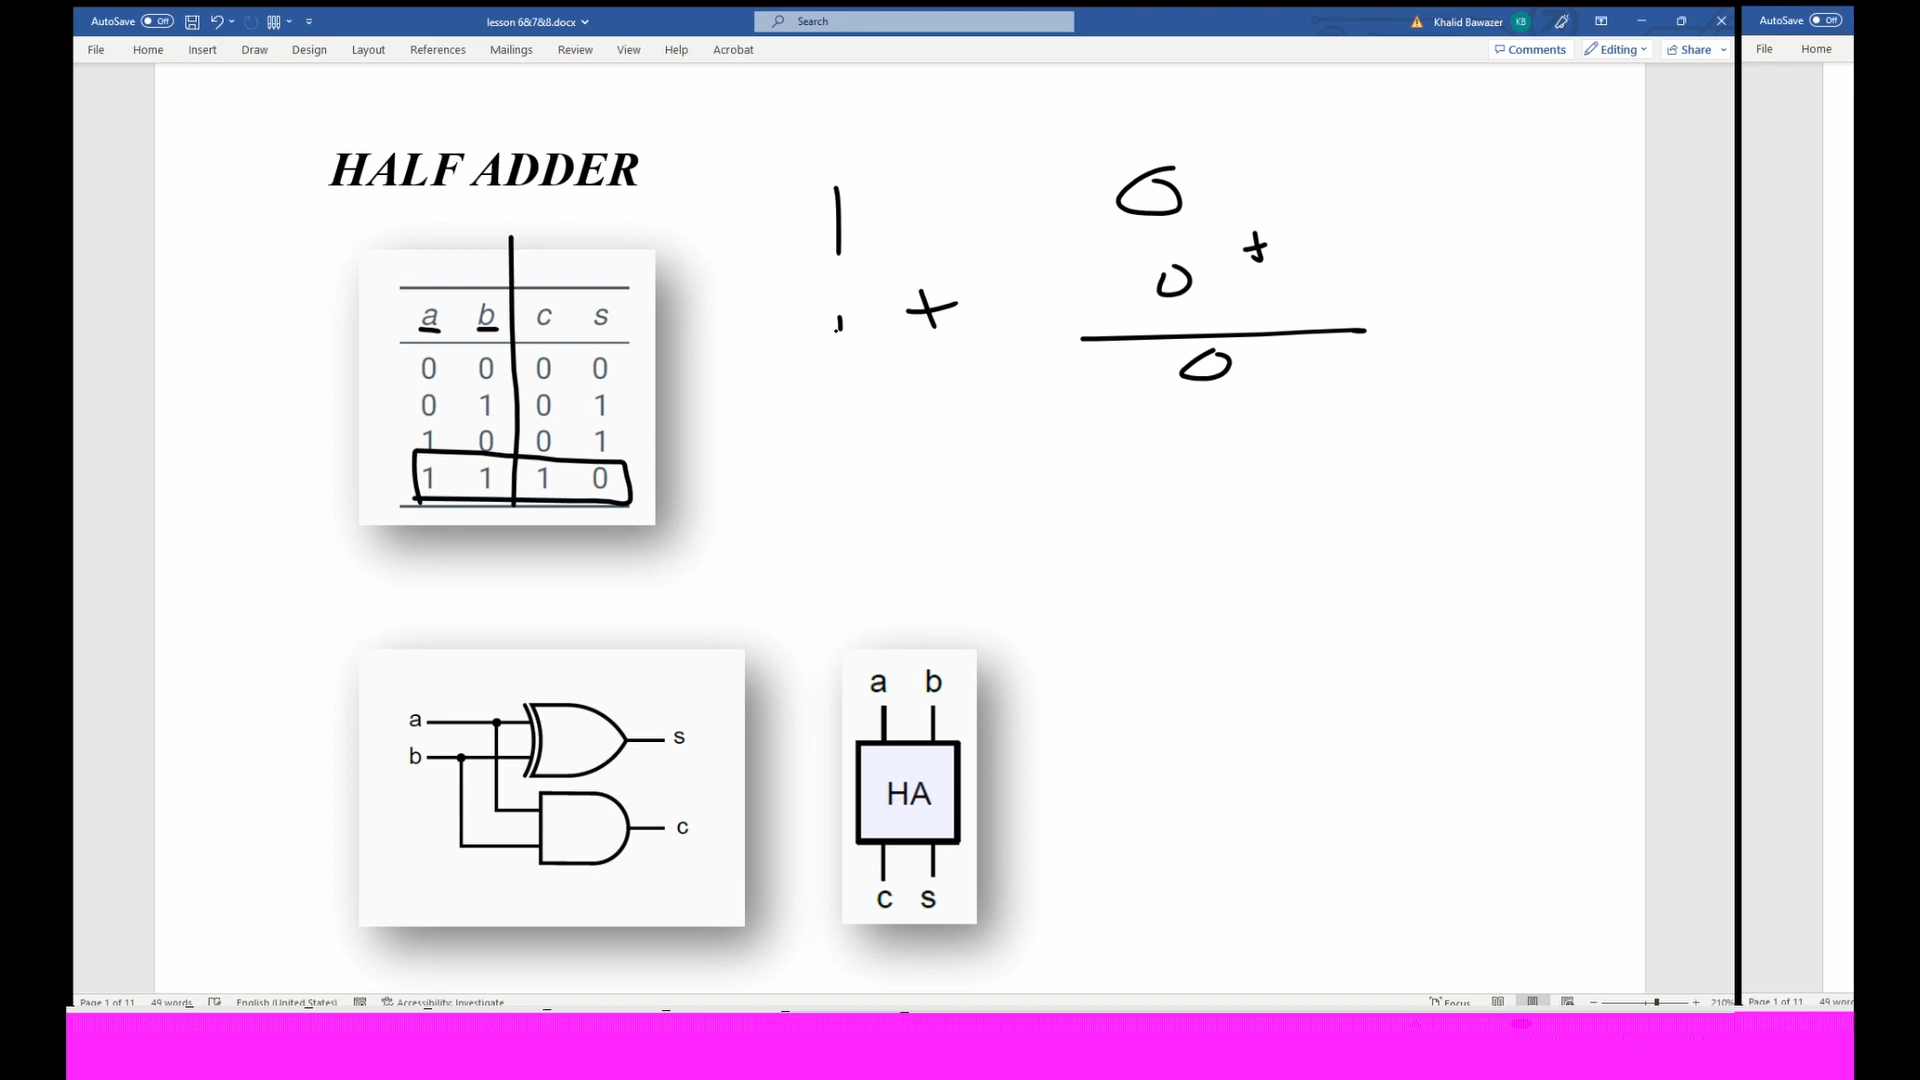 AutoSave Off lesson 6&7&8.docx Search Khalid Bawazer KB AutoSave Off
File Home Insert Draw Design Layout References Mailings Review View Help Acrobat Comments Editing Share File Home
HALF ADDER
a b c s
0 0 0 0
0 1 0 1
1 0 0 1
1 1 1 0
1
+
0
0 +
0
a
b
s
c
a b
HA
c s
Page 1 of 11 49 words English (United States) Accessibility: Investigate Focus 210% Page 1 of 11 49 wor